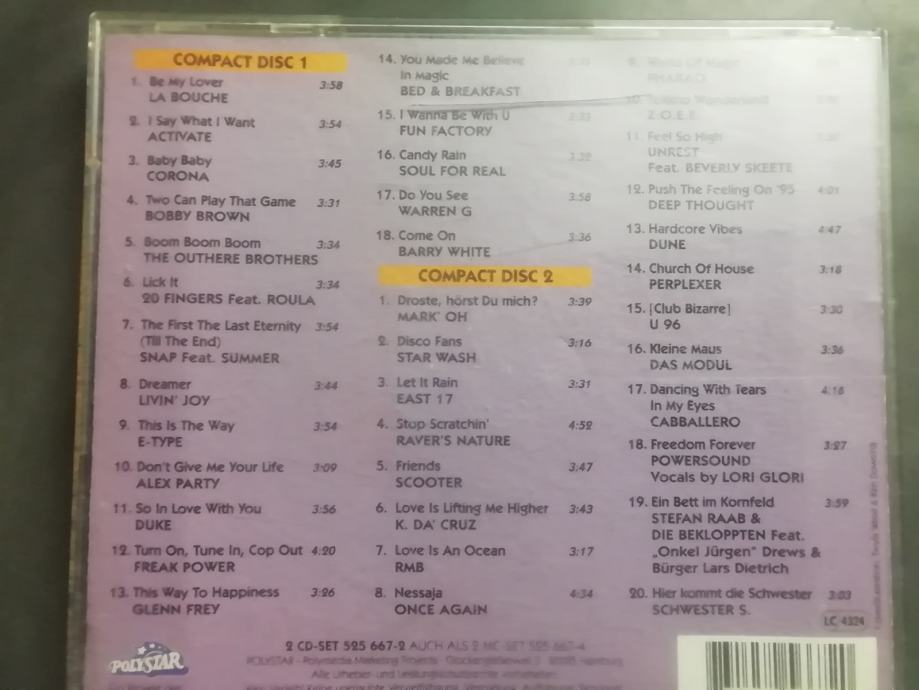 COMPACT DISC 1
1. Be My Lover 3:58
LA BOUCHE
2. I Say What I Want 3:54
ACTIVATE
3. Baby Baby 3:45
CORONA
4. Two Can Play That Game 3:31
BOBBY BROWN
5. Boom Boom Boom 3:34
THE OUTHERE BROTHERS
6. Lick It 3:34
20 FINGERS Feat. ROULA
7. The First The Last Eternity 3:54
(Till The End)
SNAP Feat. SUMMER
8. Dreamer 3:44
LIVIN' JOY
9. This Is The Way 3:54
E-TYPE
10. Don't Give Me Your Life 3:09
ALEX PARTY
11. So In Love With You 3:56
DUKE
12. Turn On, Tune In, Cop Out 4:20
FREAK POWER
13. This Way To Happiness 3:26
GLENN FREY
14. You Made Me Believe
In Magic
BED & BREAKFAST
15. I Wanna Be With U
FUN FACTORY
16. Candy Rain
SOUL FOR REAL
17. Do You See 3:58
WARREN G
18. Come On 3:36
BARRY WHITE
COMPACT DISC 2
1. Droste, hörst Du mich? 3:39
MARK' OH
2. Disco Fans 3:16
STAR WASH
3. Let It Rain 3:31
EAST 17
4. Stop Scratchin' 4:52
RAVER'S NATURE
5. Friends 3:47
SCOOTER
6. Love Is Lifting Me Higher 3:43
K. DA' CRUZ
7. Love Is An Ocean 3:17
RMB
8. Nessaja 4:34
ONCE AGAIN
9. World Of Magic
PHARAO
10. Wonderland
Z.O.E.
11. Feel So High
UNREST
Feat. BEVERLY SKEETE
12. Push The Feeling On '95 4:01
DEEP THOUGHT
13. Hardcore Vibes 4:47
DUNE
14. Church Of House 3:18
PERPLEXER
15. [Club Bizarre] 3:30
U 96
16. Kleine Maus 3:36
DAS MODUL
17. Dancing With Tears 4:18
In My Eyes
CABBALLERO
18. Freedom Forever 3:27
POWERSOUND
Vocals by LORI GLORI
19. Ein Bett im Kornfeld 3:59
STEFAN RAAB &
DIE BEKLOPPTEN Feat.
„Onkel Jürgen" Drews &
Bürger Lars Dietrich
20. Hier kommt die Schwester 3:03
SCHWESTER S.
LC 4324
POLYSTAR
2 CD-SET 525 667-2 AUCH ALS 2 MC-SET 525 667-4
POLYSTAR - Polymedia Marketing
Alle Urheber- und Leistungsschutzrechte vorbehalten